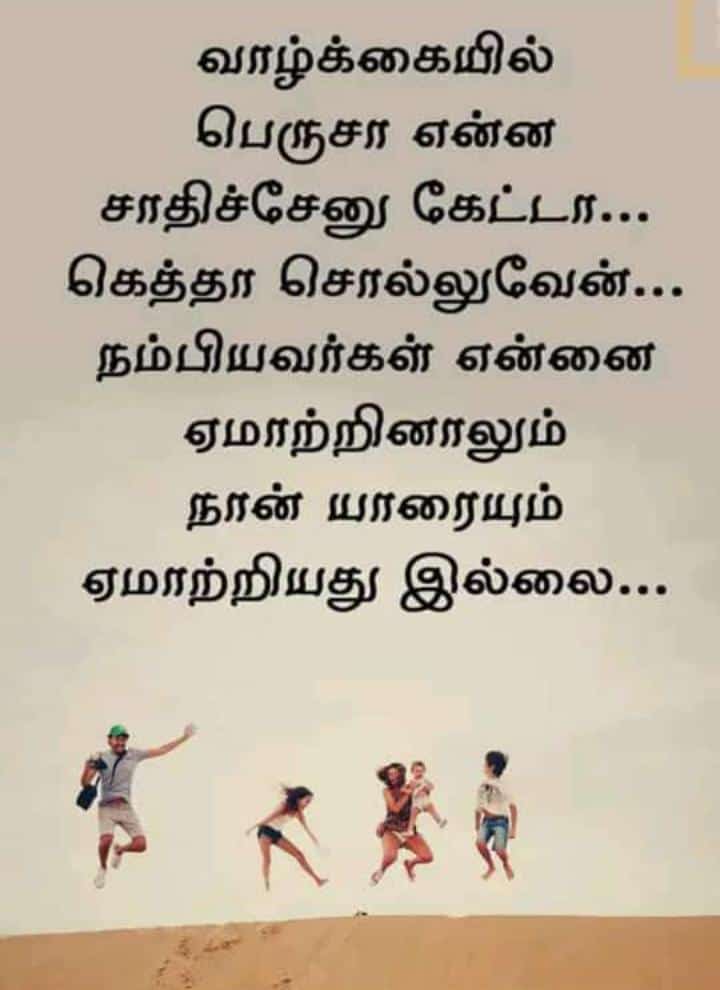 வாழ்க்கையில்
பெருசா என்ன
சாதிச்சேனு கேட்டா...
கெத்தா சொல்லுவேன்...
நம்பியவர்கள் என்னை
ஏமாற்றினாலும்
நான் யாரையும்
ஏமாற்றியது இல்லை...